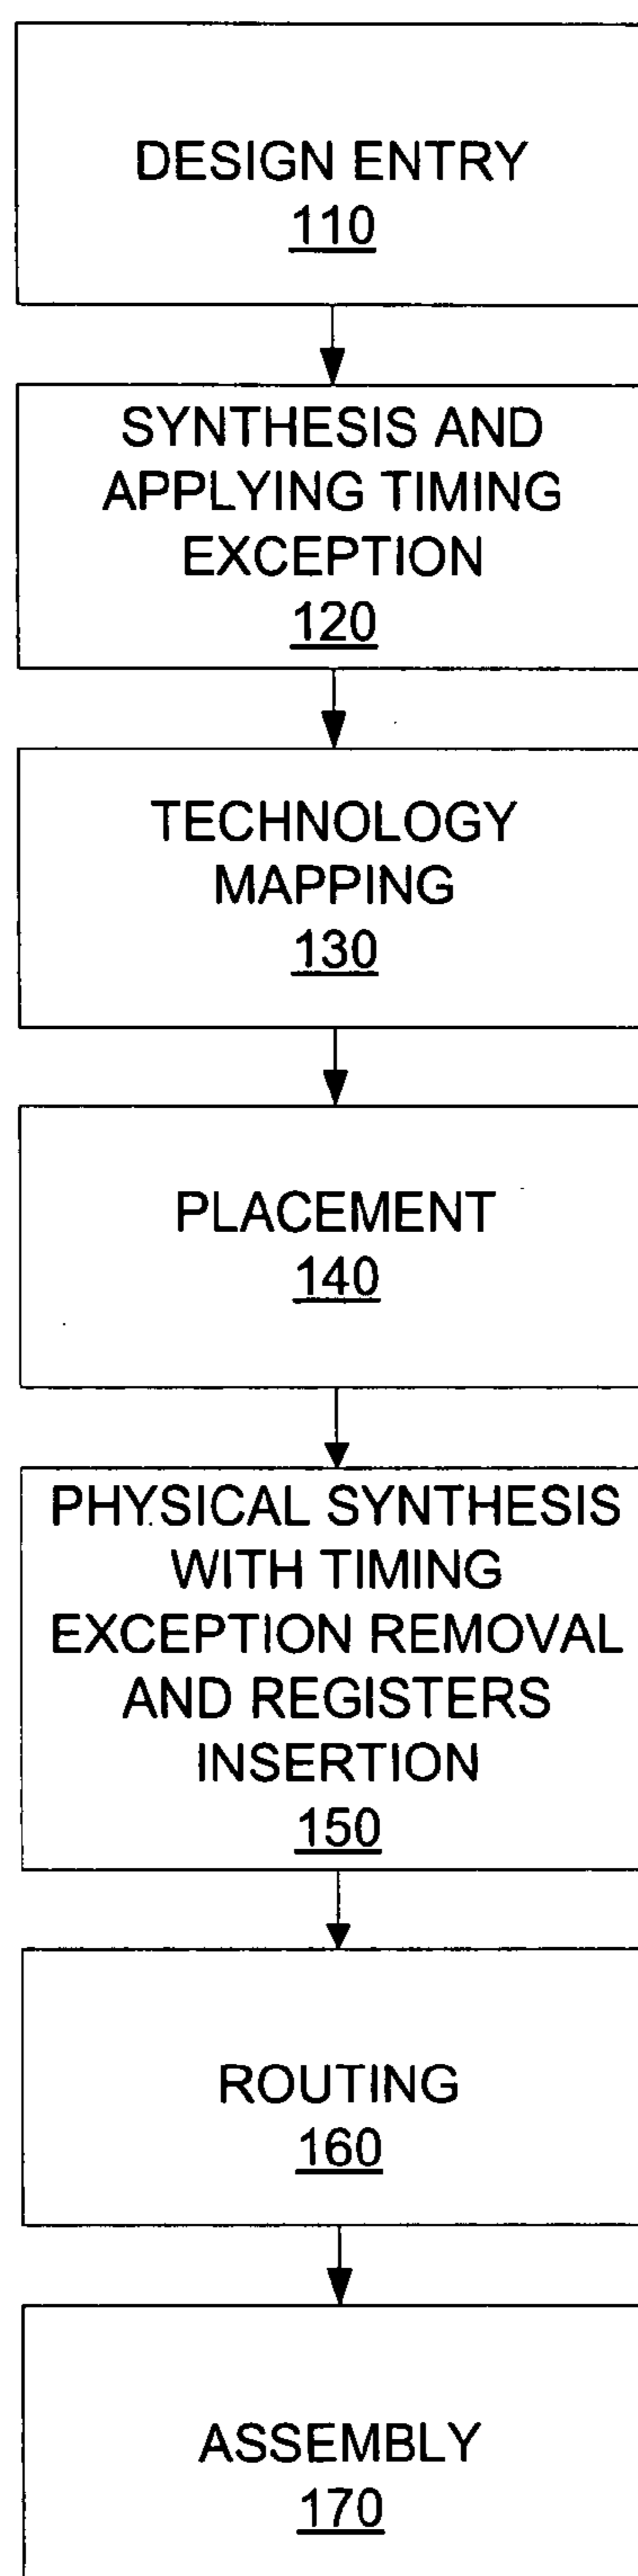 DESIGN ENTRY
110
SYNTHESIS AND
APPLYING TIMING
EXCEPTION
120
TECHNOLOGY
MAPPING
130
PLACEMENT
140
PHYSICAL SYNTHESIS
WITH TIMING
EXCEPTION REMOVAL
AND REGISTERS
INSERTION
150
ROUTING
160
ASSEMBLY
170